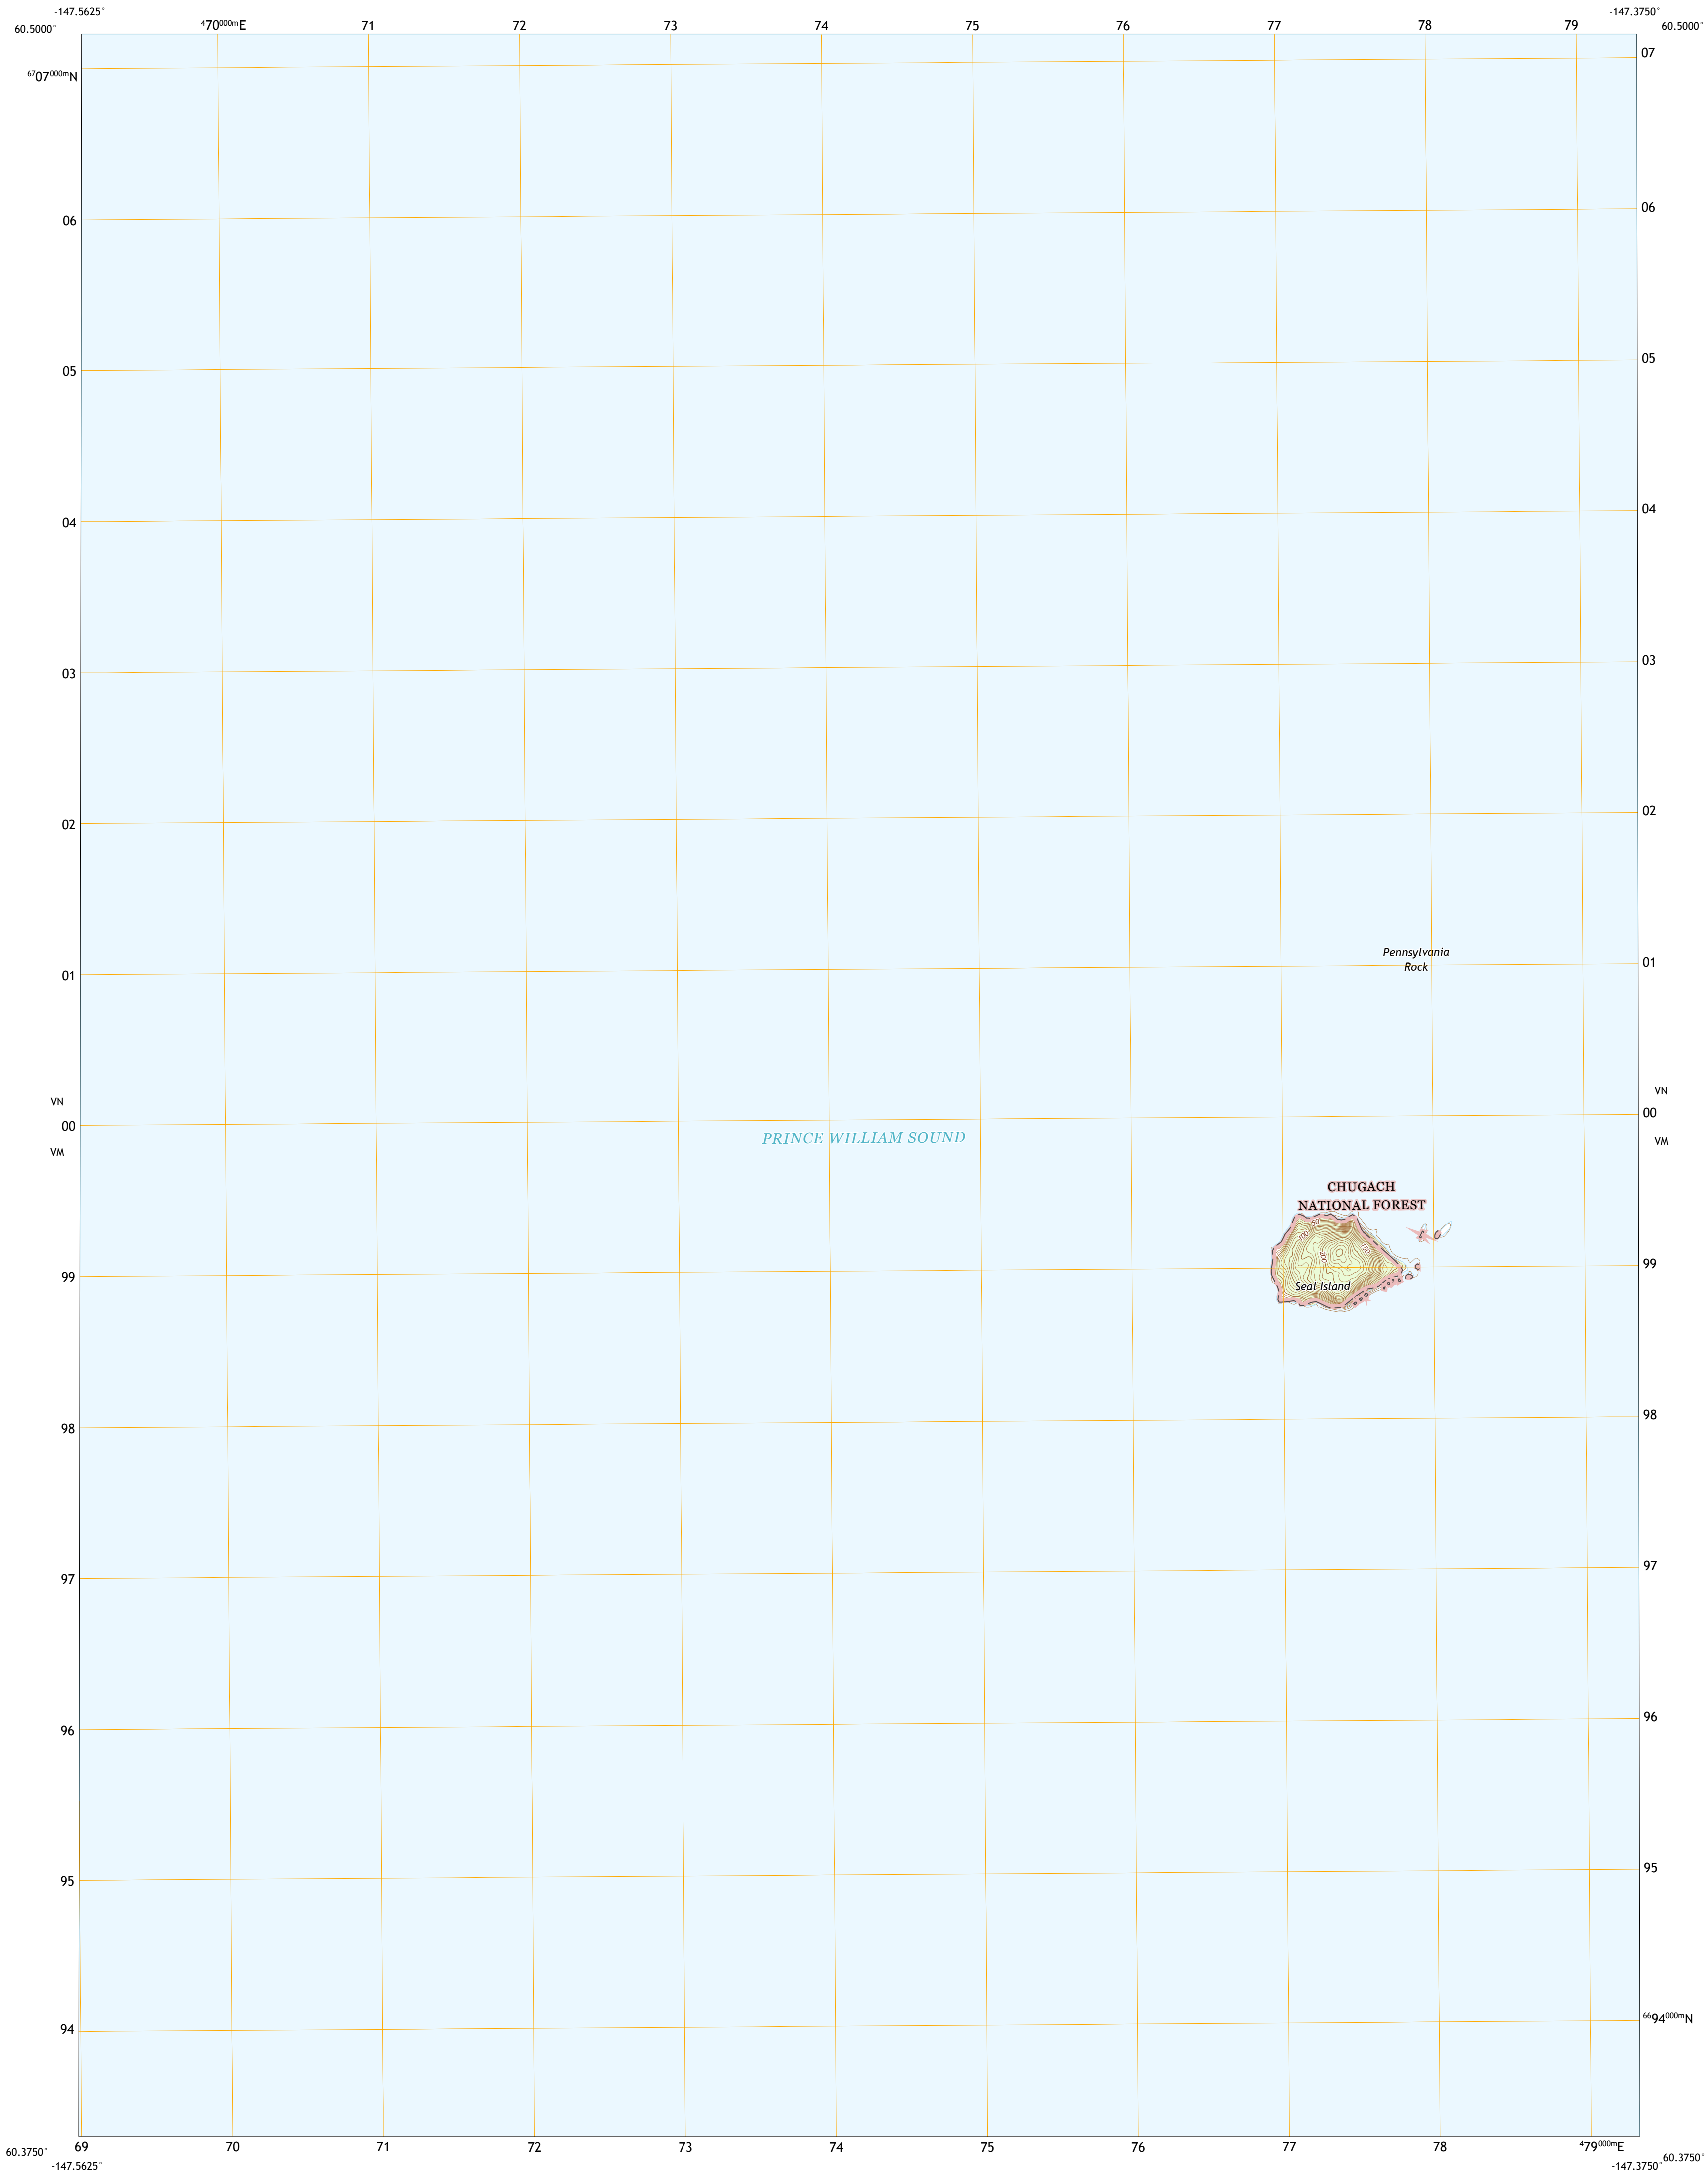 -147.5625°
-147.3750°
60.5000°
⁴70⁰⁰⁰ᵐE 71 72 73 74 75 76 77 78 79
60.5000°
07
⁶⁷07⁰⁰⁰ᵐN
06 06
05 05
04 04
03 03
02 02
Pennsylvania
Rock
01 01
VN VN
00 00
PRINCE WILLIAM SOUND
VM VM
CHUGACH
NATIONAL FOREST
50
100
150
200
99 99
Seal Island
98 98
97 97
96 96
95 95
94 ⁶⁶94⁰⁰⁰ᵐN
60.3750° 69 70 71 72 73 74 75 76 77 78 ⁴79⁰⁰⁰ᵐE 60.3750°
-147.5625° -147.3750°